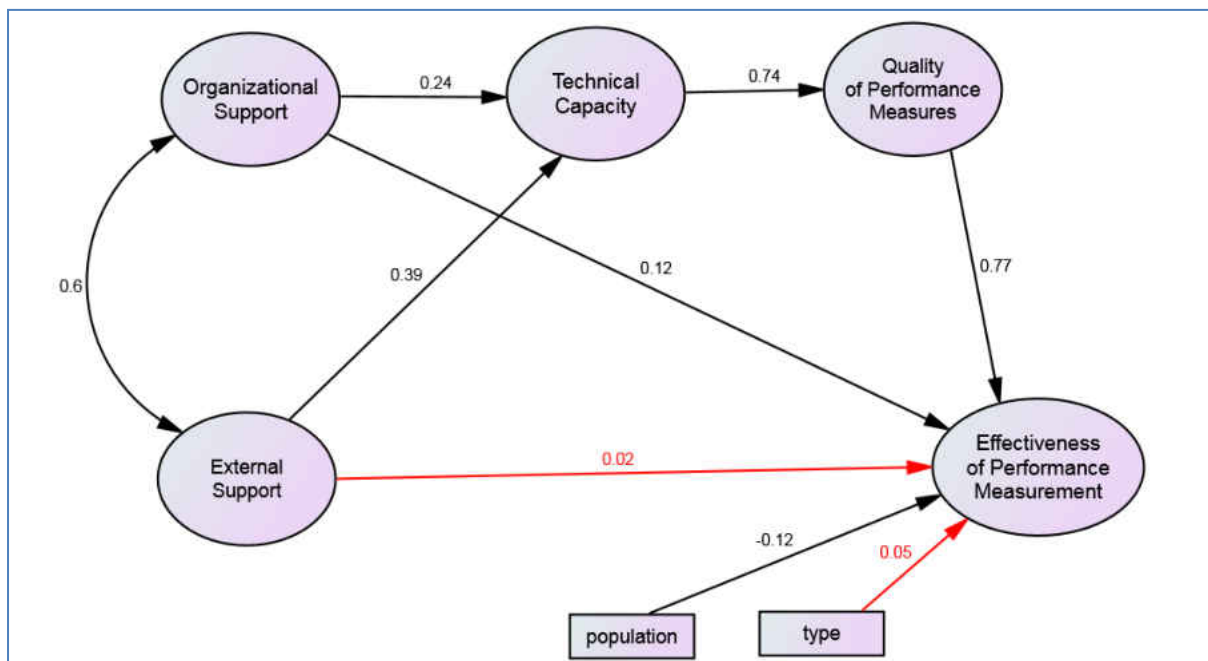 Organizational
Support
0.24
Technical
Capacity
0.74
Quality
of Performance
Measures
0.6
0.39
0.12
0.77
External
Support
0.02
Effectiveness
of Performance
Measurement
-0.12
0.05
population
type